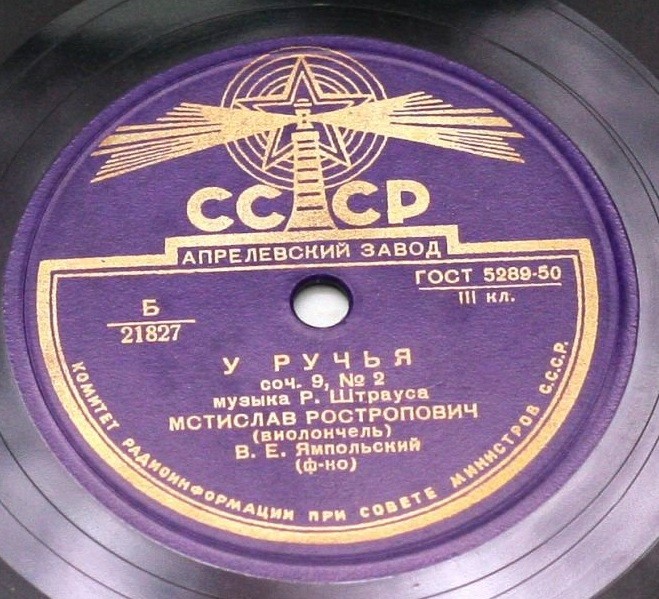 СССР
АПРЕЛЕВСКИЙ ЗАВОД
ГОСТ 5289-50
III кл.
Б
21827
У РУЧЬЯ
соч. 9, № 2
музыка Р. Штрауса
МСТИСЛАВ РОСТРОПОВИЧ
(виолончель)
В. Е. Ямпольский
(ф-но)
КОМИТЕТ РАДИОИНФОРМАЦИИ ПРИ СОВЕТЕ МИНИСТРОВ С.С.С.Р.